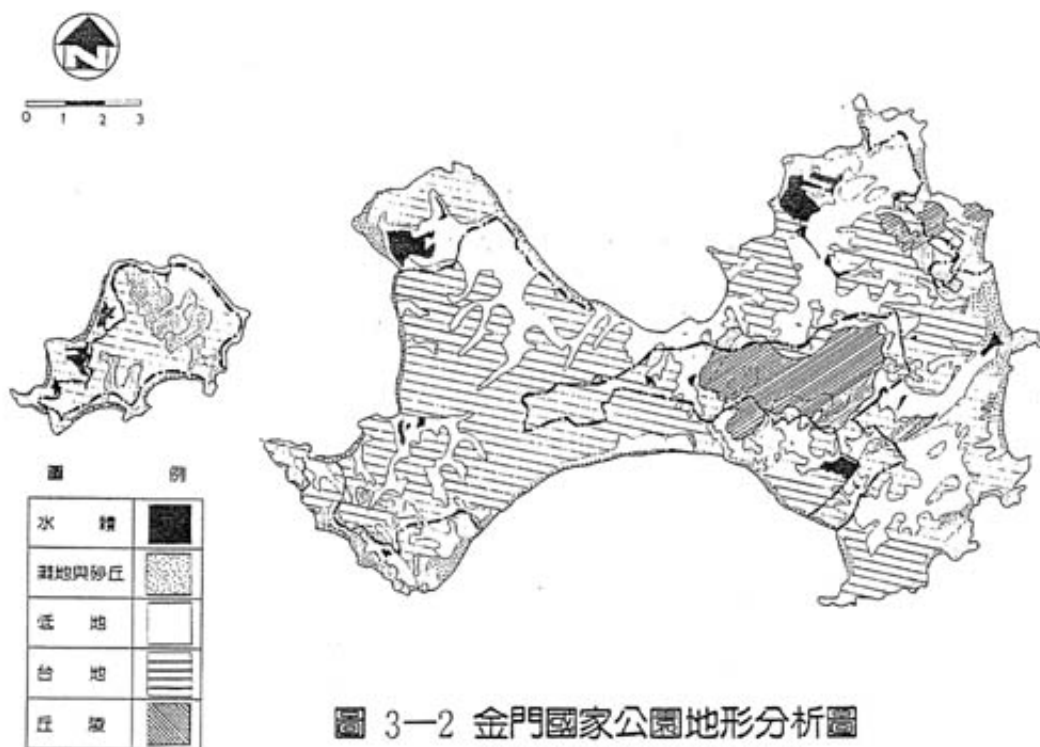 N
0 1 2 3
圖 例
水 體
灘地與砂丘
低 地
台 地
丘 陵
圖 3—2 金門國家公園地形分析圖